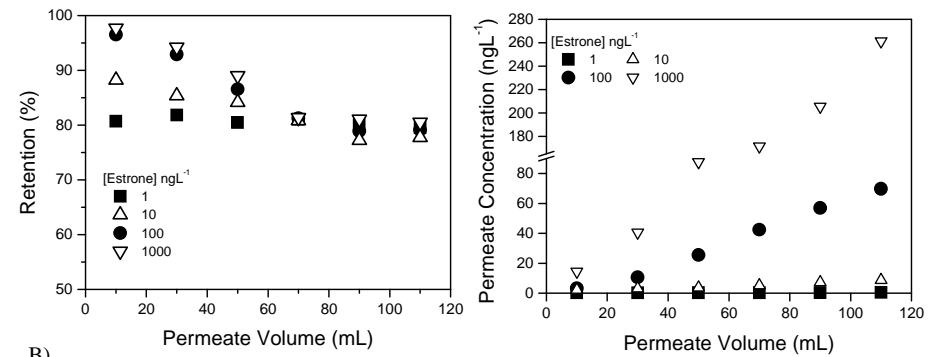 100
90
80
70
60
50
0 20 40 60 80 100 120
Retention (%)
Permeate Volume (mL)
[Estrone] ngL⁻¹
1
10
100
1000
B)
280
260
240
220
200
180
80
60
40
20
0
0 20 40 60 80 100 120
Permeate Concentration (ngL⁻¹)
Permeate Volume (mL)
[Estrone] ngL⁻¹
1 10
100 1000